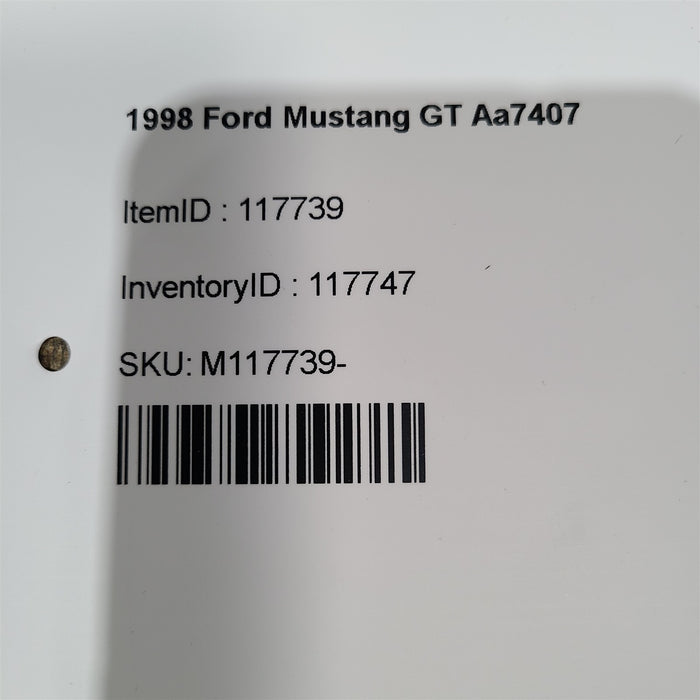 1998 Ford Mustang GT Aa7407
ItemID : 117739
InventoryID : 117747
SKU: M117739-